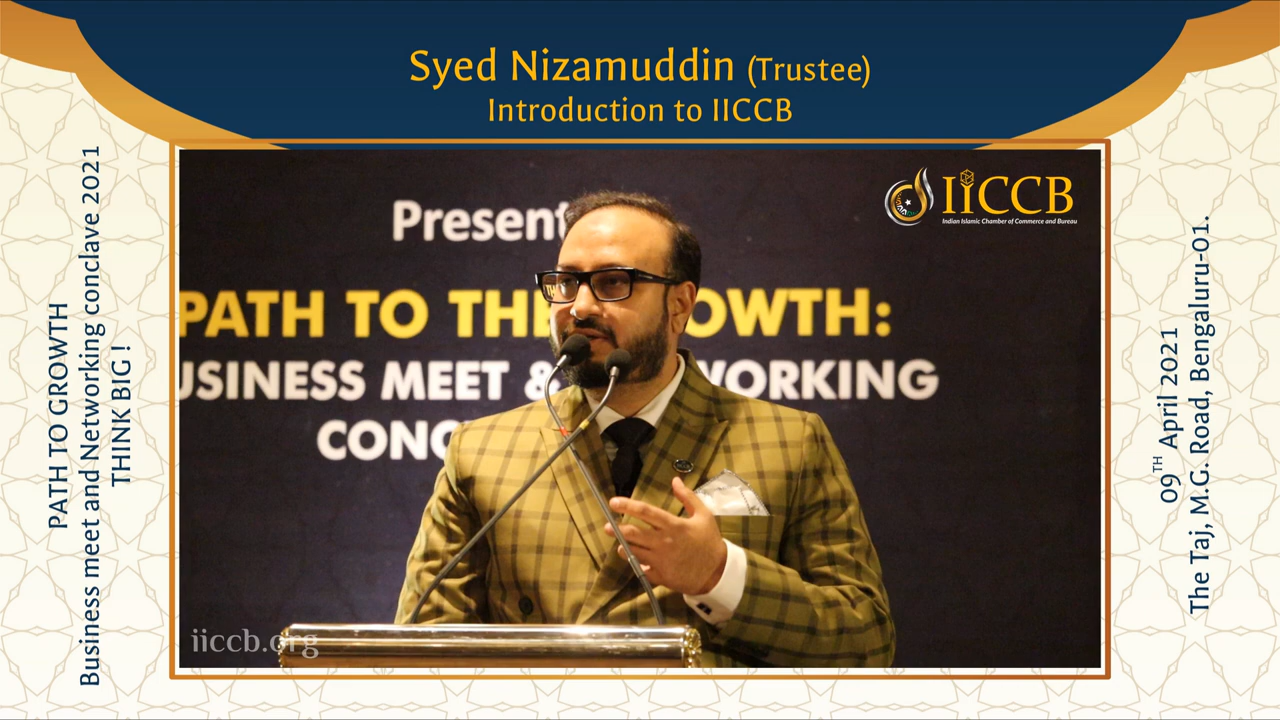 Syed Nizamuddin (Trustee)
Introduction to IICCB
PATH TO GROWTH
Business meet and Networking conclave 2021
THINK BIG !
IiCCB
Indian Islamic Chamber of Commerce and Bureau
Present
PATH TO THE OWTH:
USINESS MEET & WORKING
CONC
iiccb.org
09TH April 2021
The Taj, M.G. Road, Bengaluru-01.